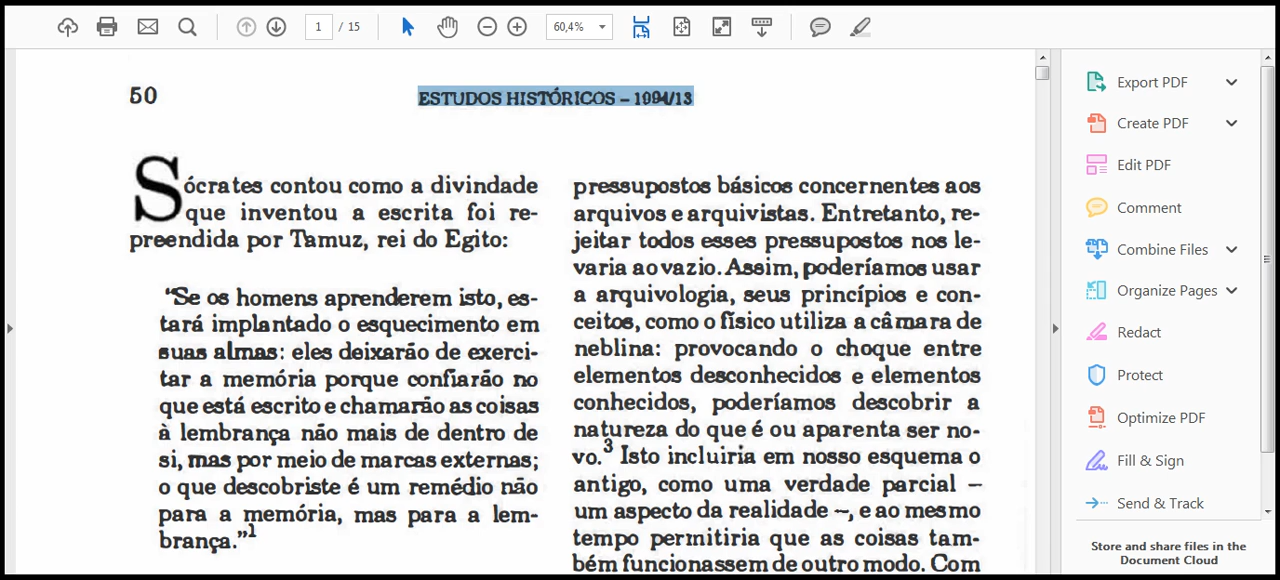 1 / 15
60,4%
50
ESTUDOS HISTÓRICOS – 1994/13
Sócrates contou como a divindade
que inventou a escrita foi re-
preendida por Tamuz, rei do Egito:
“Se os homens aprenderem isto, es-
tará implantado o esquecimento em
suas almas: eles deixarão de exerci-
tar a memória porque confiarão no
que está escrito e chamarão as coisas
à lembrança não mais de dentro de
si, mas por meio de marcas externas;
o que descobriste é um remédio não
para a memória, mas para a lem-
brança.”1
pressupostos básicos concernentes aos
arquivos e arquivistas. Entretanto, re-
jeitar todos esses pressupostos nos le-
varia ao vazio. Assim, poderíamos usar
a arquivologia, seus princípios e con-
ceitos, como o físico utiliza a câmara de
neblina: provocando o choque entre
elementos desconhecidos e elementos
conhecidos, poderíamos descobrir a
natureza do que é ou aparenta ser no-
vo.3 Isto incluiria em nosso esquema o
antigo, como uma verdade parcial –
um aspecto da realidade –, e ao mesmo
tempo permitiria que as coisas tam-
bém funcionassem de outro modo. Com
Export PDF
Create PDF
Edit PDF
Comment
Combine Files
Organize Pages
Redact
Protect
Optimize PDF
Fill & Sign
Send & Track
Store and share files in the
Document Cloud